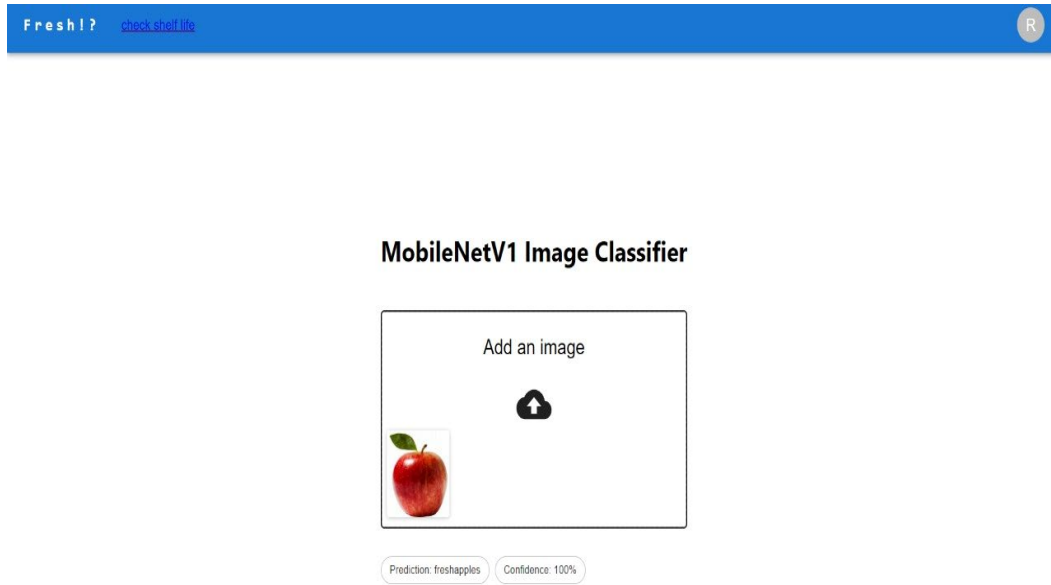 Fresh!? check shelf life R
MobileNetV1 Image Classifier
Add an image
Prediction: freshapples Confidence: 100%